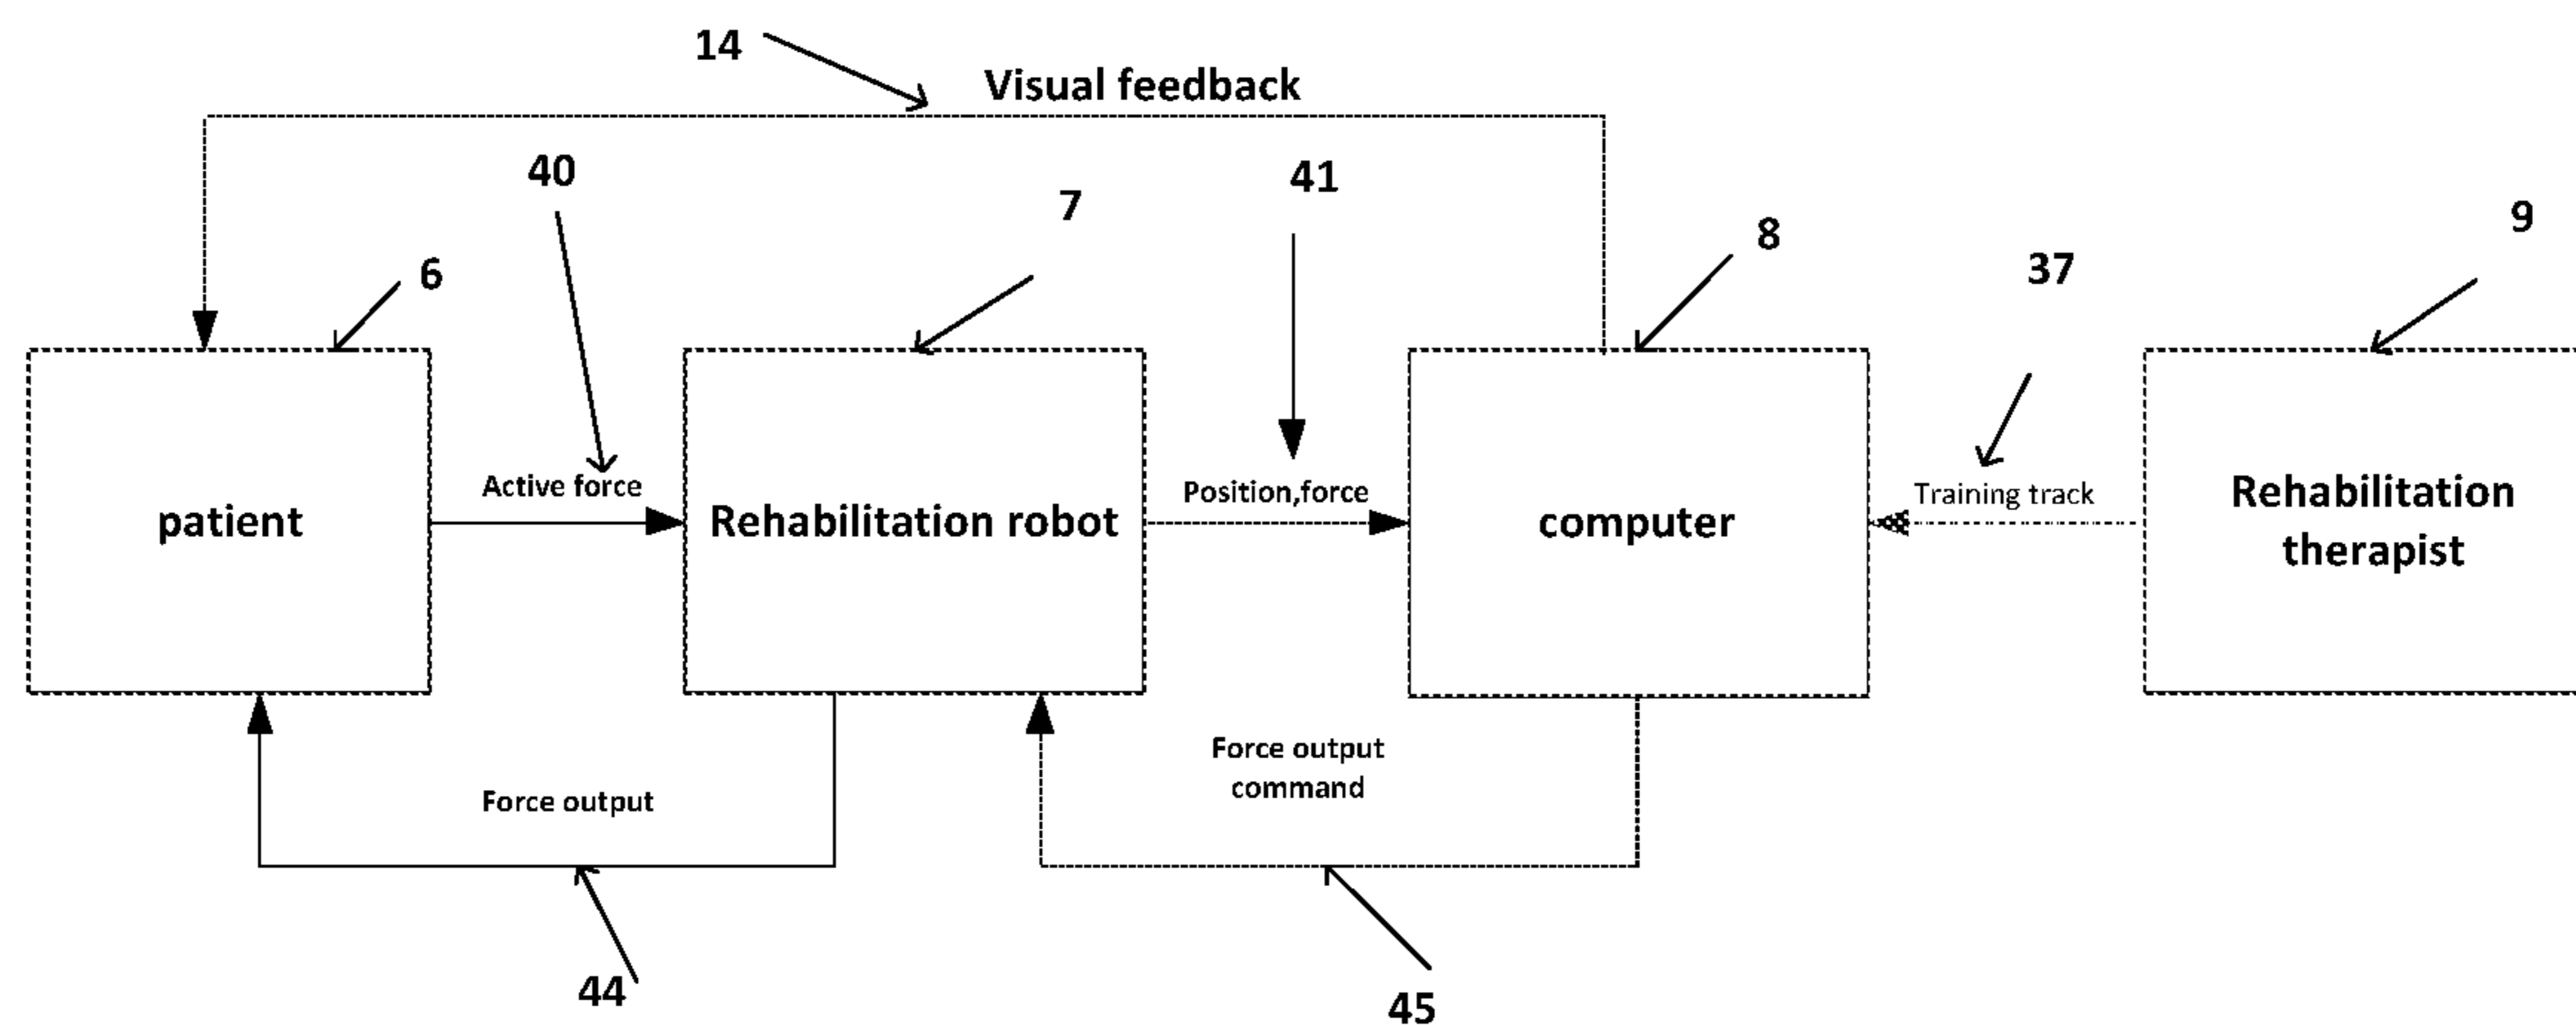 14
Visual feedback
40
41
7
9
8
6
37
Active force
Position,force
Training track
patient
Rehabilitation robot
computer
Rehabilitation
therapist
Force output
command
Force output
44
45